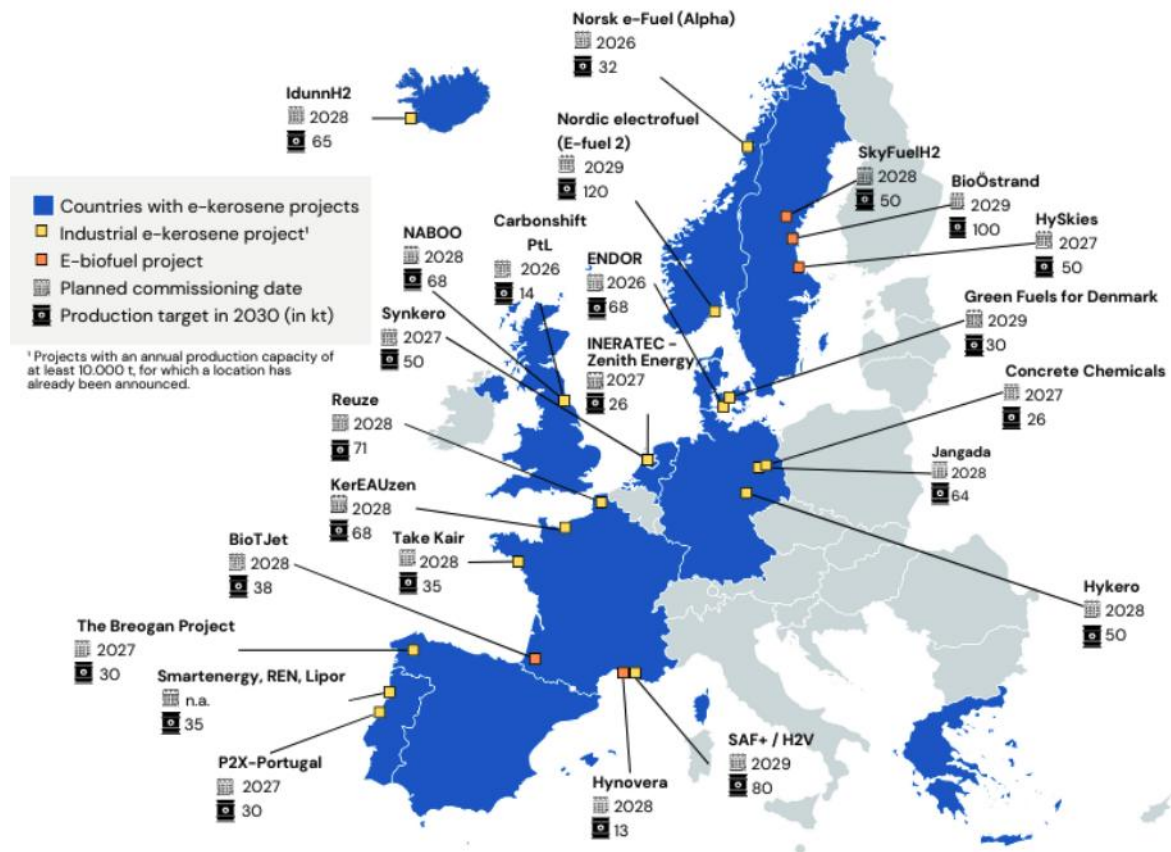 Norsk e-Fuel (Alpha)
2026
32
IdunnH2
2028
65
Nordic electrofuel
(E-fuel 2)
2029
120
SkyFuelH2
2028
50
BioÖstrand
2029
100
HySkies
2027
50
Countries with e-kerosene projects
Industrial e-kerosene project¹
E-biofuel project
Planned commissioning date
Production target in 2030 (in kt)
¹ Projects with an annual production capacity of
at least 10.000 t, for which a location has
already been announced.
NABOO
2028
68
Carbonshift
PtL
2026
14
ENDOR
2026
68
Synkero
2027
50
INERATEC -
Zenith Energy
2027
26
Green Fuels for Denmark
2029
30
Concrete Chemicals
2027
26
Reuze
2028
71
Jangada
2028
64
KerEAUzen
2028
68
Take Kair
2028
35
BioTJet
2028
38
Hykero
2028
50
The Breogan Project
2027
30
Smartenergy, REN, Lipor
n.a.
35
P2X-Portugal
2027
30
Hynovera
2028
13
SAF+ / H2V
2029
80